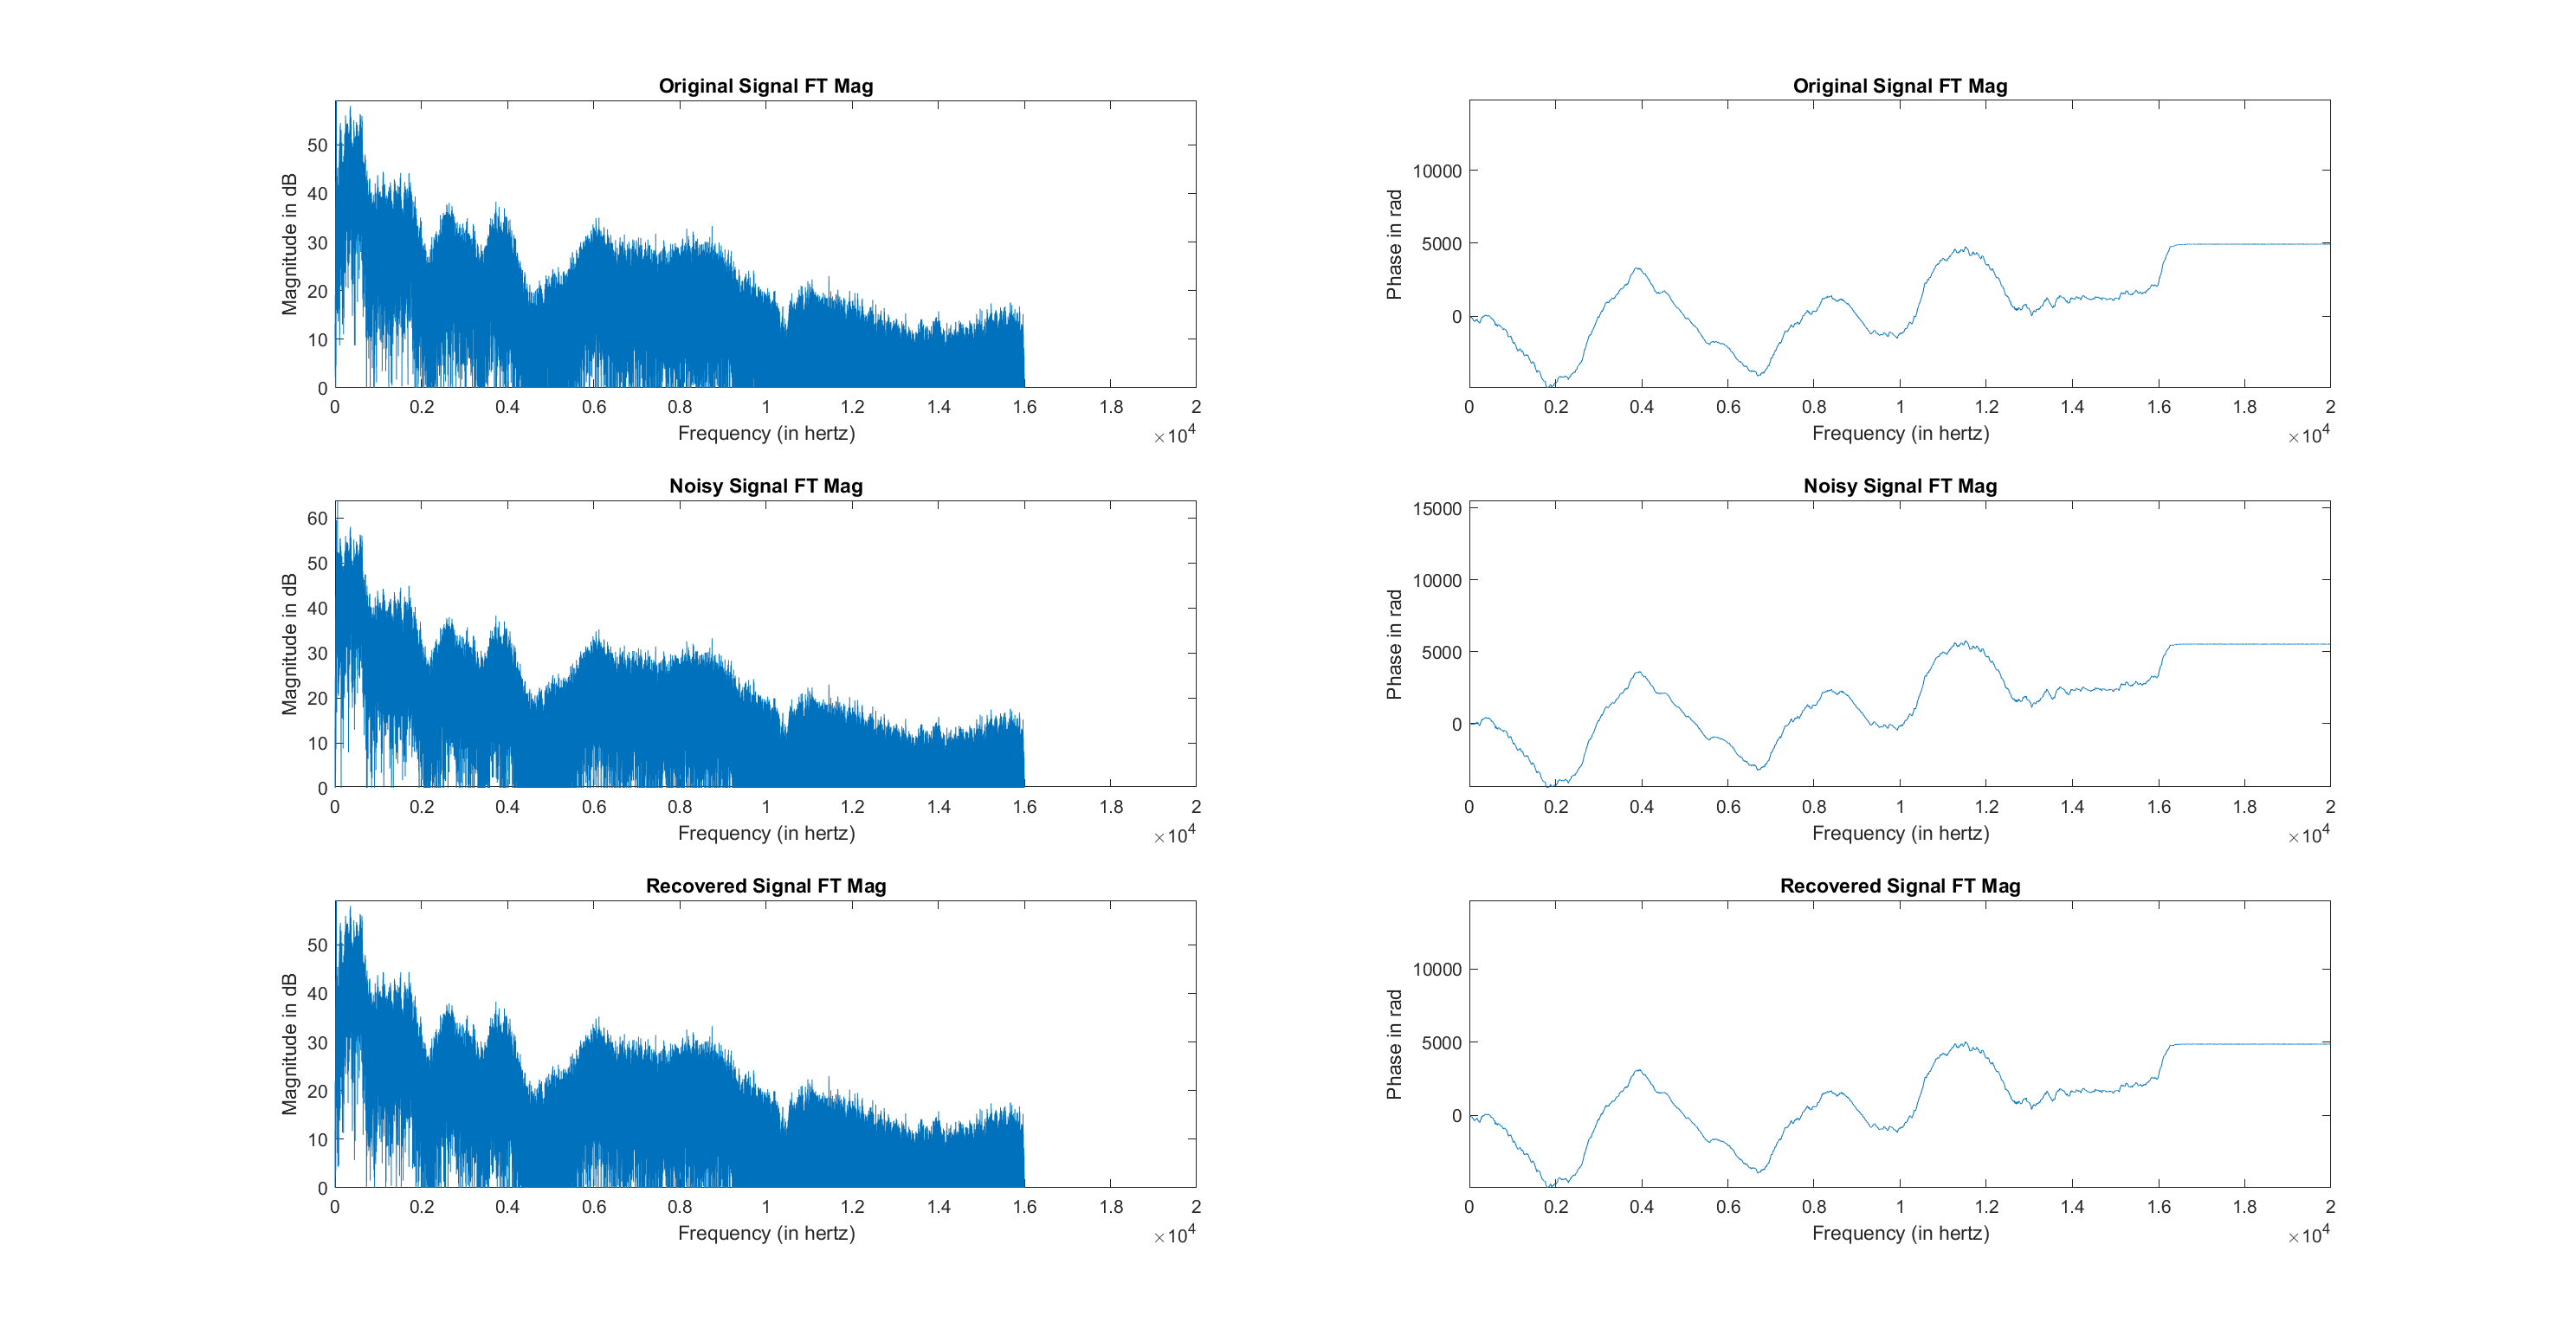 Original Signal FT Mag
Magnitude in dB
50
40
30
20
10
0
0 0.2 0.4 0.6 0.8 1 1.2 1.4 1.6 1.8 2
Frequency (in hertz)
×10^4
Original Signal FT Mag
Phase in rad
10000
5000
0
0 0.2 0.4 0.6 0.8 1 1.2 1.4 1.6 1.8 2
Frequency (in hertz)
×10^4
Noisy Signal FT Mag
Magnitude in dB
60
50
40
30
20
10
0
0 0.2 0.4 0.6 0.8 1 1.2 1.4 1.6 1.8 2
Frequency (in hertz)
×10^4
Noisy Signal FT Mag
Phase in rad
15000
10000
5000
0
0 0.2 0.4 0.6 0.8 1 1.2 1.4 1.6 1.8 2
Frequency (in hertz)
×10^4
Recovered Signal FT Mag
Magnitude in dB
50
40
30
20
10
0
0 0.2 0.4 0.6 0.8 1 1.2 1.4 1.6 1.8 2
Frequency (in hertz)
×10^4
Recovered Signal FT Mag
Phase in rad
10000
5000
0
0 0.2 0.4 0.6 0.8 1 1.2 1.4 1.6 1.8 2
Frequency (in hertz)
×10^4